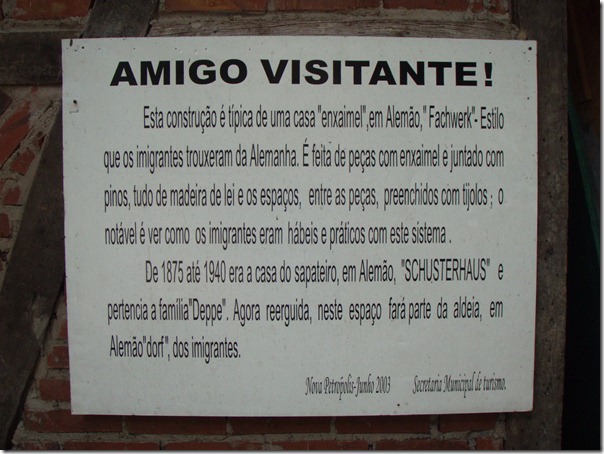 AMIGO VISITANTE!
Esta construção é típica de uma casa "enxaimel",em Alemão," Fachwerk"- Estilo
que os imigrantes trouxeram da Alemanha. É feita de peças com enxaimel e juntado com
pinos, tudo de madeira de lei e os espaços, entre as peças, preenchidos com tijolos ; o
notável é ver como os imigrantes eram hábeis e práticos com este sistema .
De 1875 até 1940 era a casa do sapateiro, em Alemão, "SCHUSTERHAUS" e
pertencia a família"Deppe". Agora reerguida, neste espaço fará parte da aldeia, em
Alemão"dorf", dos imigrantes.
Nova Petrópolis-Junho 2003 Secretaria Municipal de turismo.